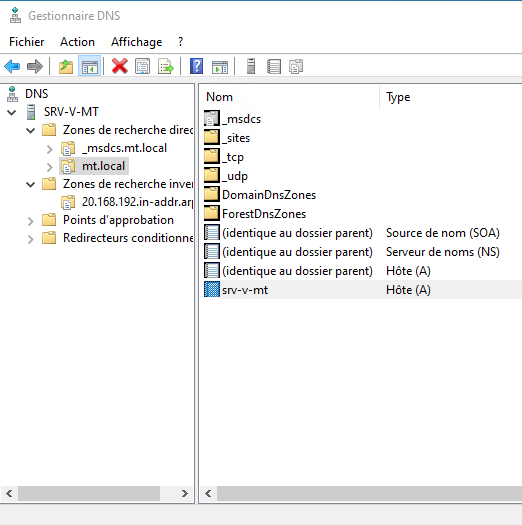 Gestionnaire DNS
Fichier Action Affichage ?
DNS
SRV-V-MT
Zones de recherche direc
_msdcs.mt.local
mt.local
Zones de recherche inver
20.168.192.in-addr.arp
Points d'approbation
Redirecteurs conditionne
Nom Type
_msdcs
_sites
_tcp
_udp
DomainDnsZones
ForestDnsZones
(identique au dossier parent) Source de nom (SOA)
(identique au dossier parent) Serveur de noms (NS)
(identique au dossier parent) Hôte (A)
srv-v-mt Hôte (A)